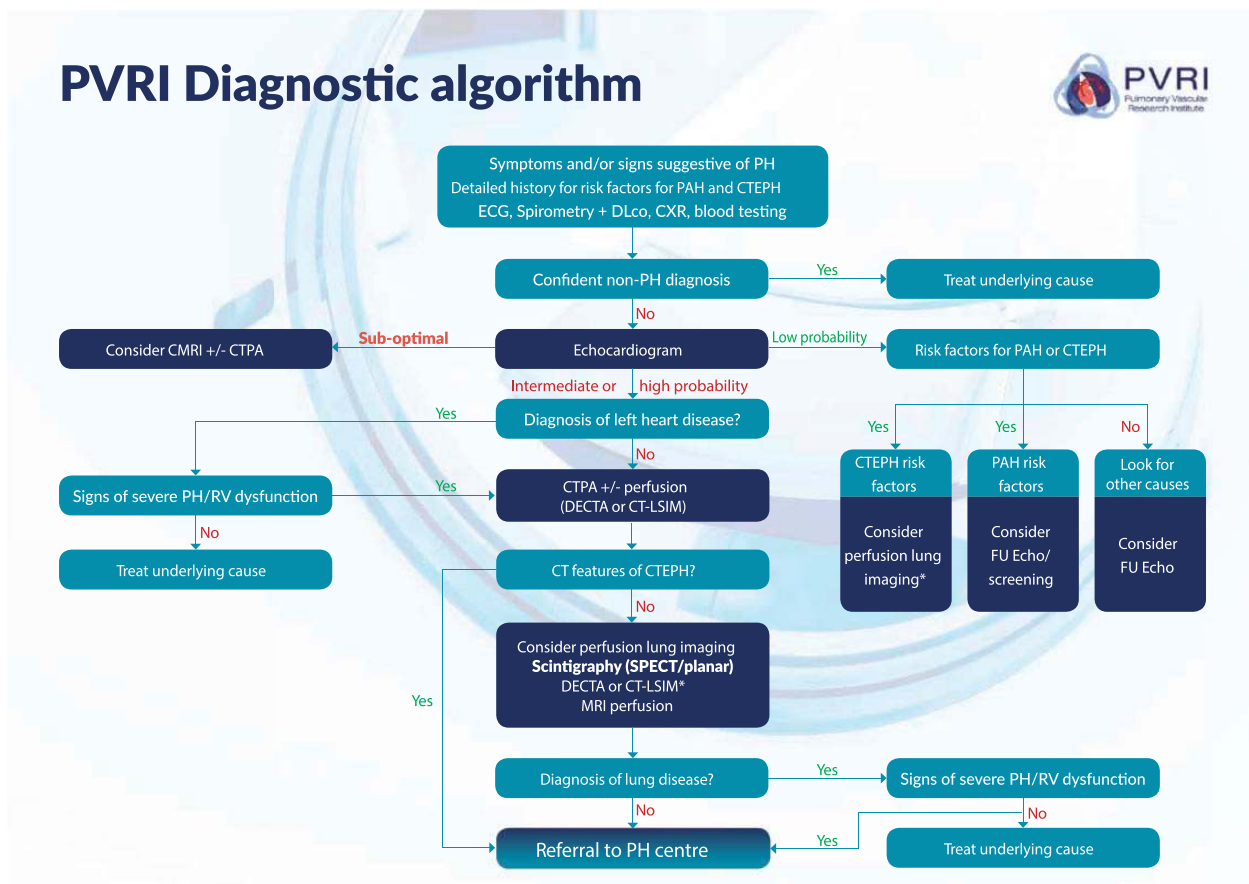 PVRI Diagnostic algorithm
PVRI
Pulmonary Vascular
Research Institute
Symptoms and/or signs suggestive of PH
Detailed history for risk factors for PAH and CTEPH
ECG, Spirometry + DLco, CXR, blood testing
Confident non-PH diagnosis
Yes
Treat underlying cause
No
Consider CMRI +/- CTPA
Sub-optimal
Echocardiogram
Low probability
Risk factors for PAH or CTEPH
Intermediate or high probability
Yes
Diagnosis of left heart disease?
Yes
Yes
No
No
CTEPH risk
factors
Consider
perfusion lung
imaging*
PAH risk
factors
Consider
FU Echo/
screening
Look for
other causes
Consider
FU Echo
Signs of severe PH/RV dysfunction
Yes
CTPA +/- perfusion
(DECTA or CT-LSIM)
No
Treat underlying cause
CT features of CTEPH?
No
Consider perfusion lung imaging
Scintigraphy (SPECT/planar)
DECTA or CT-LSIM*
MRI perfusion
Yes
Diagnosis of lung disease?
Yes
Signs of severe PH/RV dysfunction
No
No
Referral to PH centre
Yes
Treat underlying cause